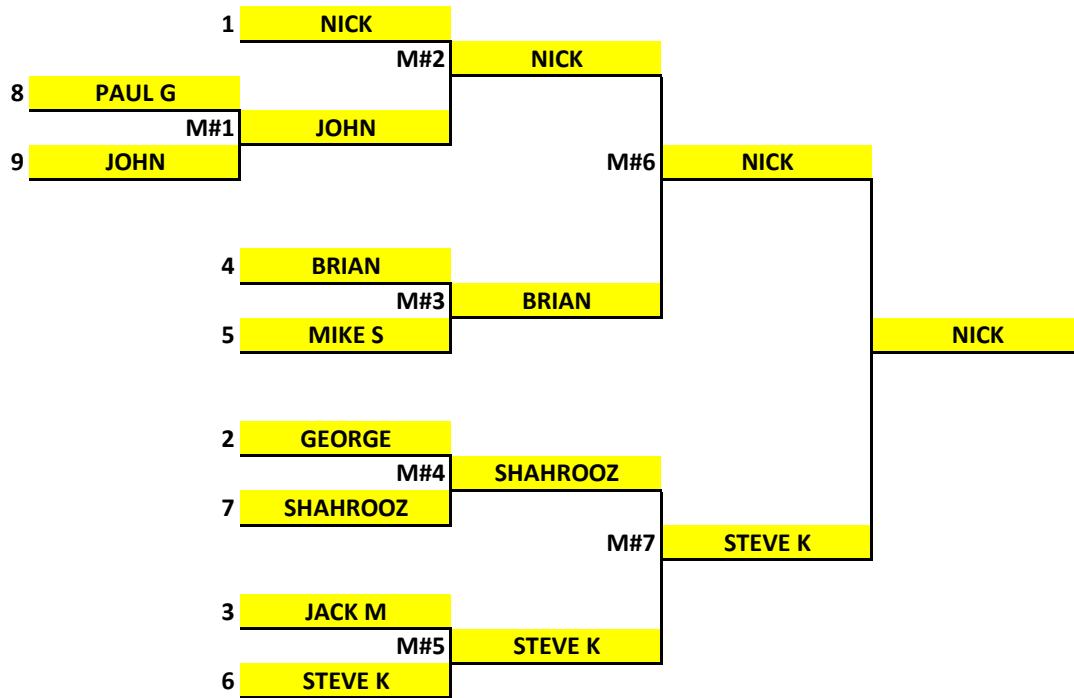 1 NICK
M#2 NICK
8 PAUL G
M#1 JOHN
9 JOHN
M#6 NICK
4 BRIAN
M#3 BRIAN
5 MIKE S
NICK
2 GEORGE
M#4 SHAHROOZ
7 SHAHROOZ
M#7 STEVE K
3 JACK M
M#5 STEVE K
6 STEVE K